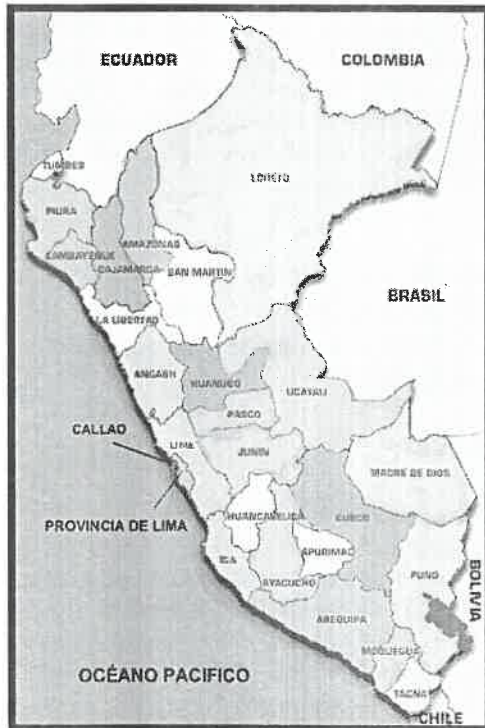 ECUADOR
COLOMBIA
TUMBES
LORETO
PIURA
AMAZONAS
LAMBAYEQUE
CAJAMARCA
SAN MARTIN
BRASIL
LA LIBERTAD
ANCASH
HUANUCO
UCAYALI
PASCO
CALLAO
LIMA
JUNIN
MADRE DE DIOS
PROVINCIA DE LIMA
HUANCAVELICA
CUSCO
ICA
APURIMAC
AYACUCHO
PUNO
BOLIVIA
AREQUIPA
MOQUEGUA
OCÉANO PACIFICO
TACNA
CHILE